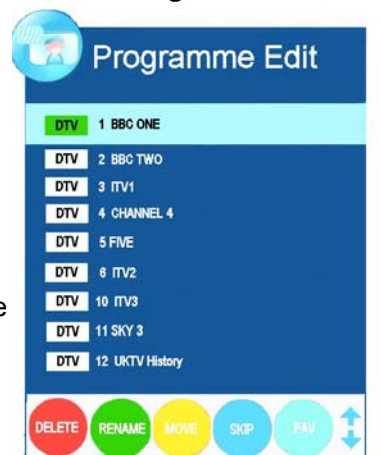 Programme Edit
DTV 1 BBC ONE
DTV 2 BBC TWO
DTV 3 ITV1
DTV 4 CHANNEL 4
DTV 5 FIVE
DTV 6 ITV2
e DTV 10 ITV3
DTV 11 SKY 3
DTV 12 UKTV History
DELETE RENAME MOVE SKIP FAV